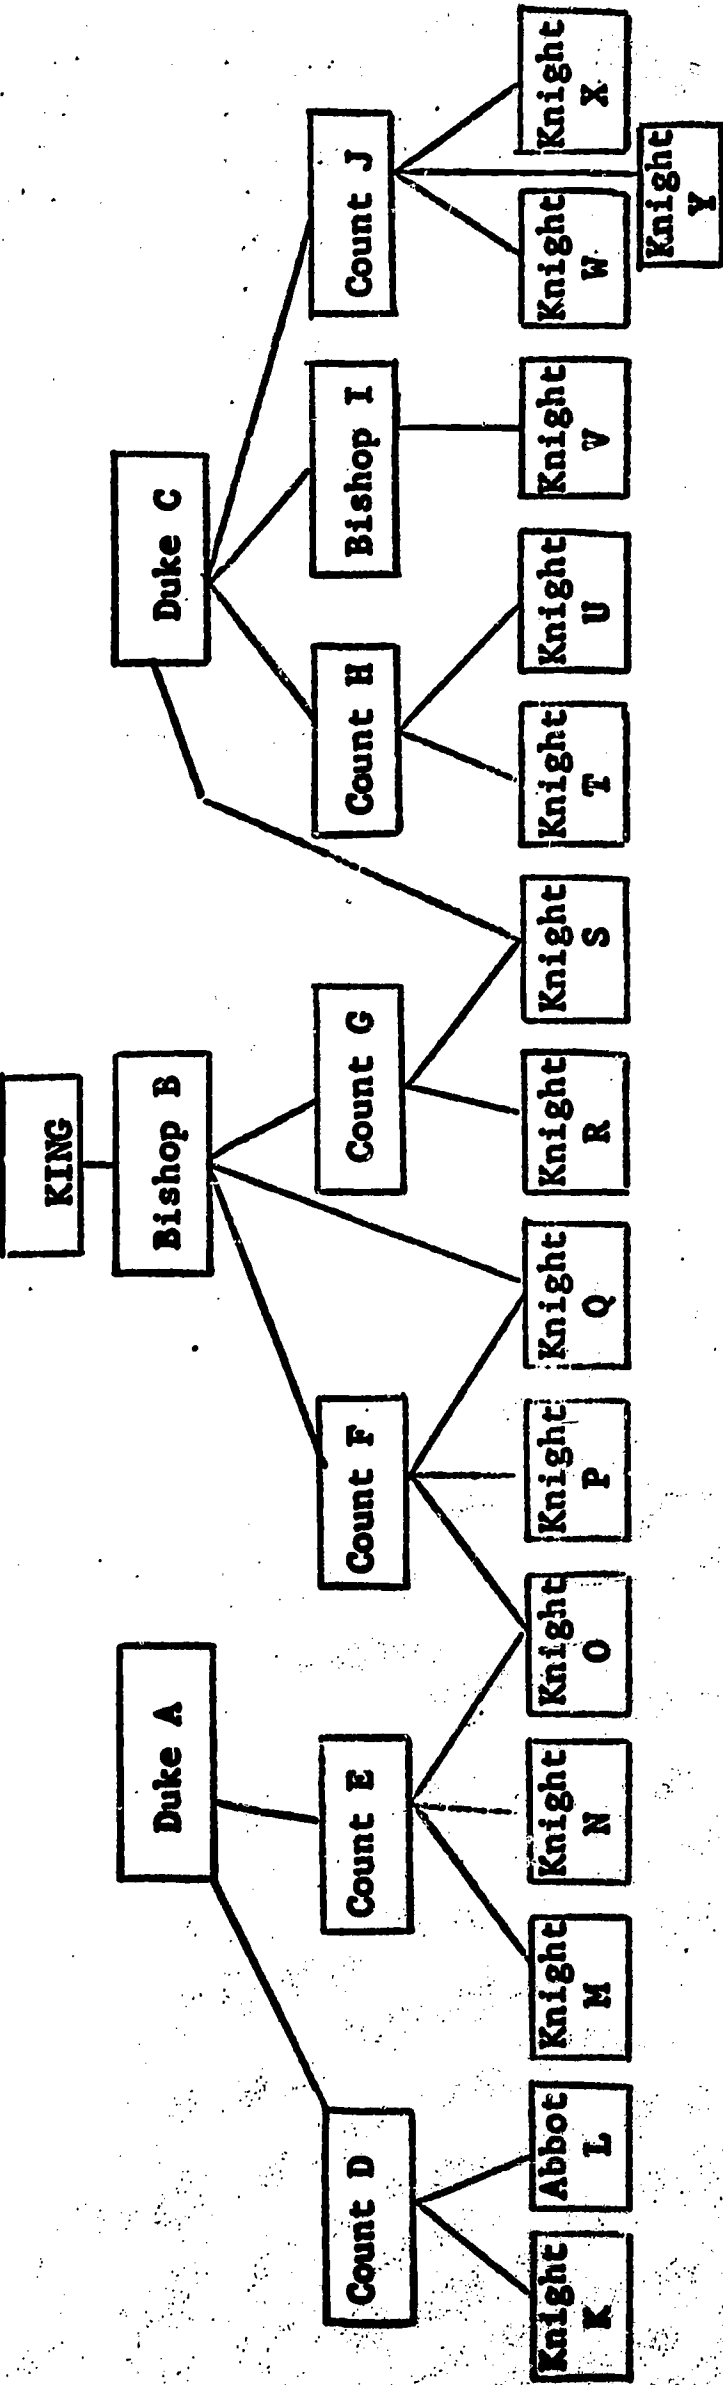 KING
Duke A
Bishop B
Duke C
Count D
Count E
Count F
Count G
Count H
Bishop I
Count J
Knight
K
Abbot
L
Knight
M
Knight
N
Knight
O
Knight
P
Knight
Q
Knight
R
Knight
S
Knight
T
Knight
U
Knight
V
Knight
W
Knight
X
Knight
Y